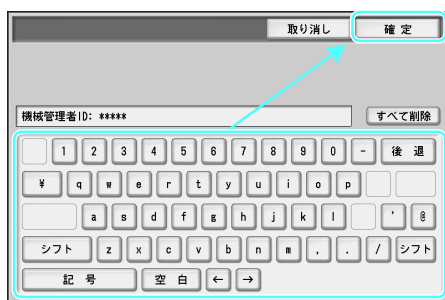 取り消し 確 定
機械管理者ID: ***** すべて削除
1 2 3 4 5 6 7 8 9 0 - 後 退
¥ q w e r t y u i o p
a s d f g h j k l ' @
シフト z x c v b n m , . / シフト
記 号 空 白 ← →